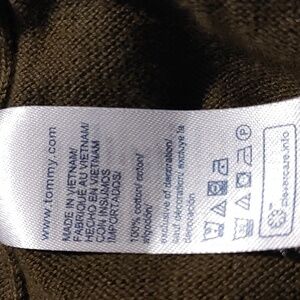 www.tommy.com
MADE IN VIETNAM/
FABRIQUÉ AU VIETNAM/
HECHO EN VIETNAM
CON INSUMOS
IMPORTADOS/
100% cotton/coton/
algodón/
exclusive of decoration/
sauf décoration/ excluye la
decoración
P
clevercare.info